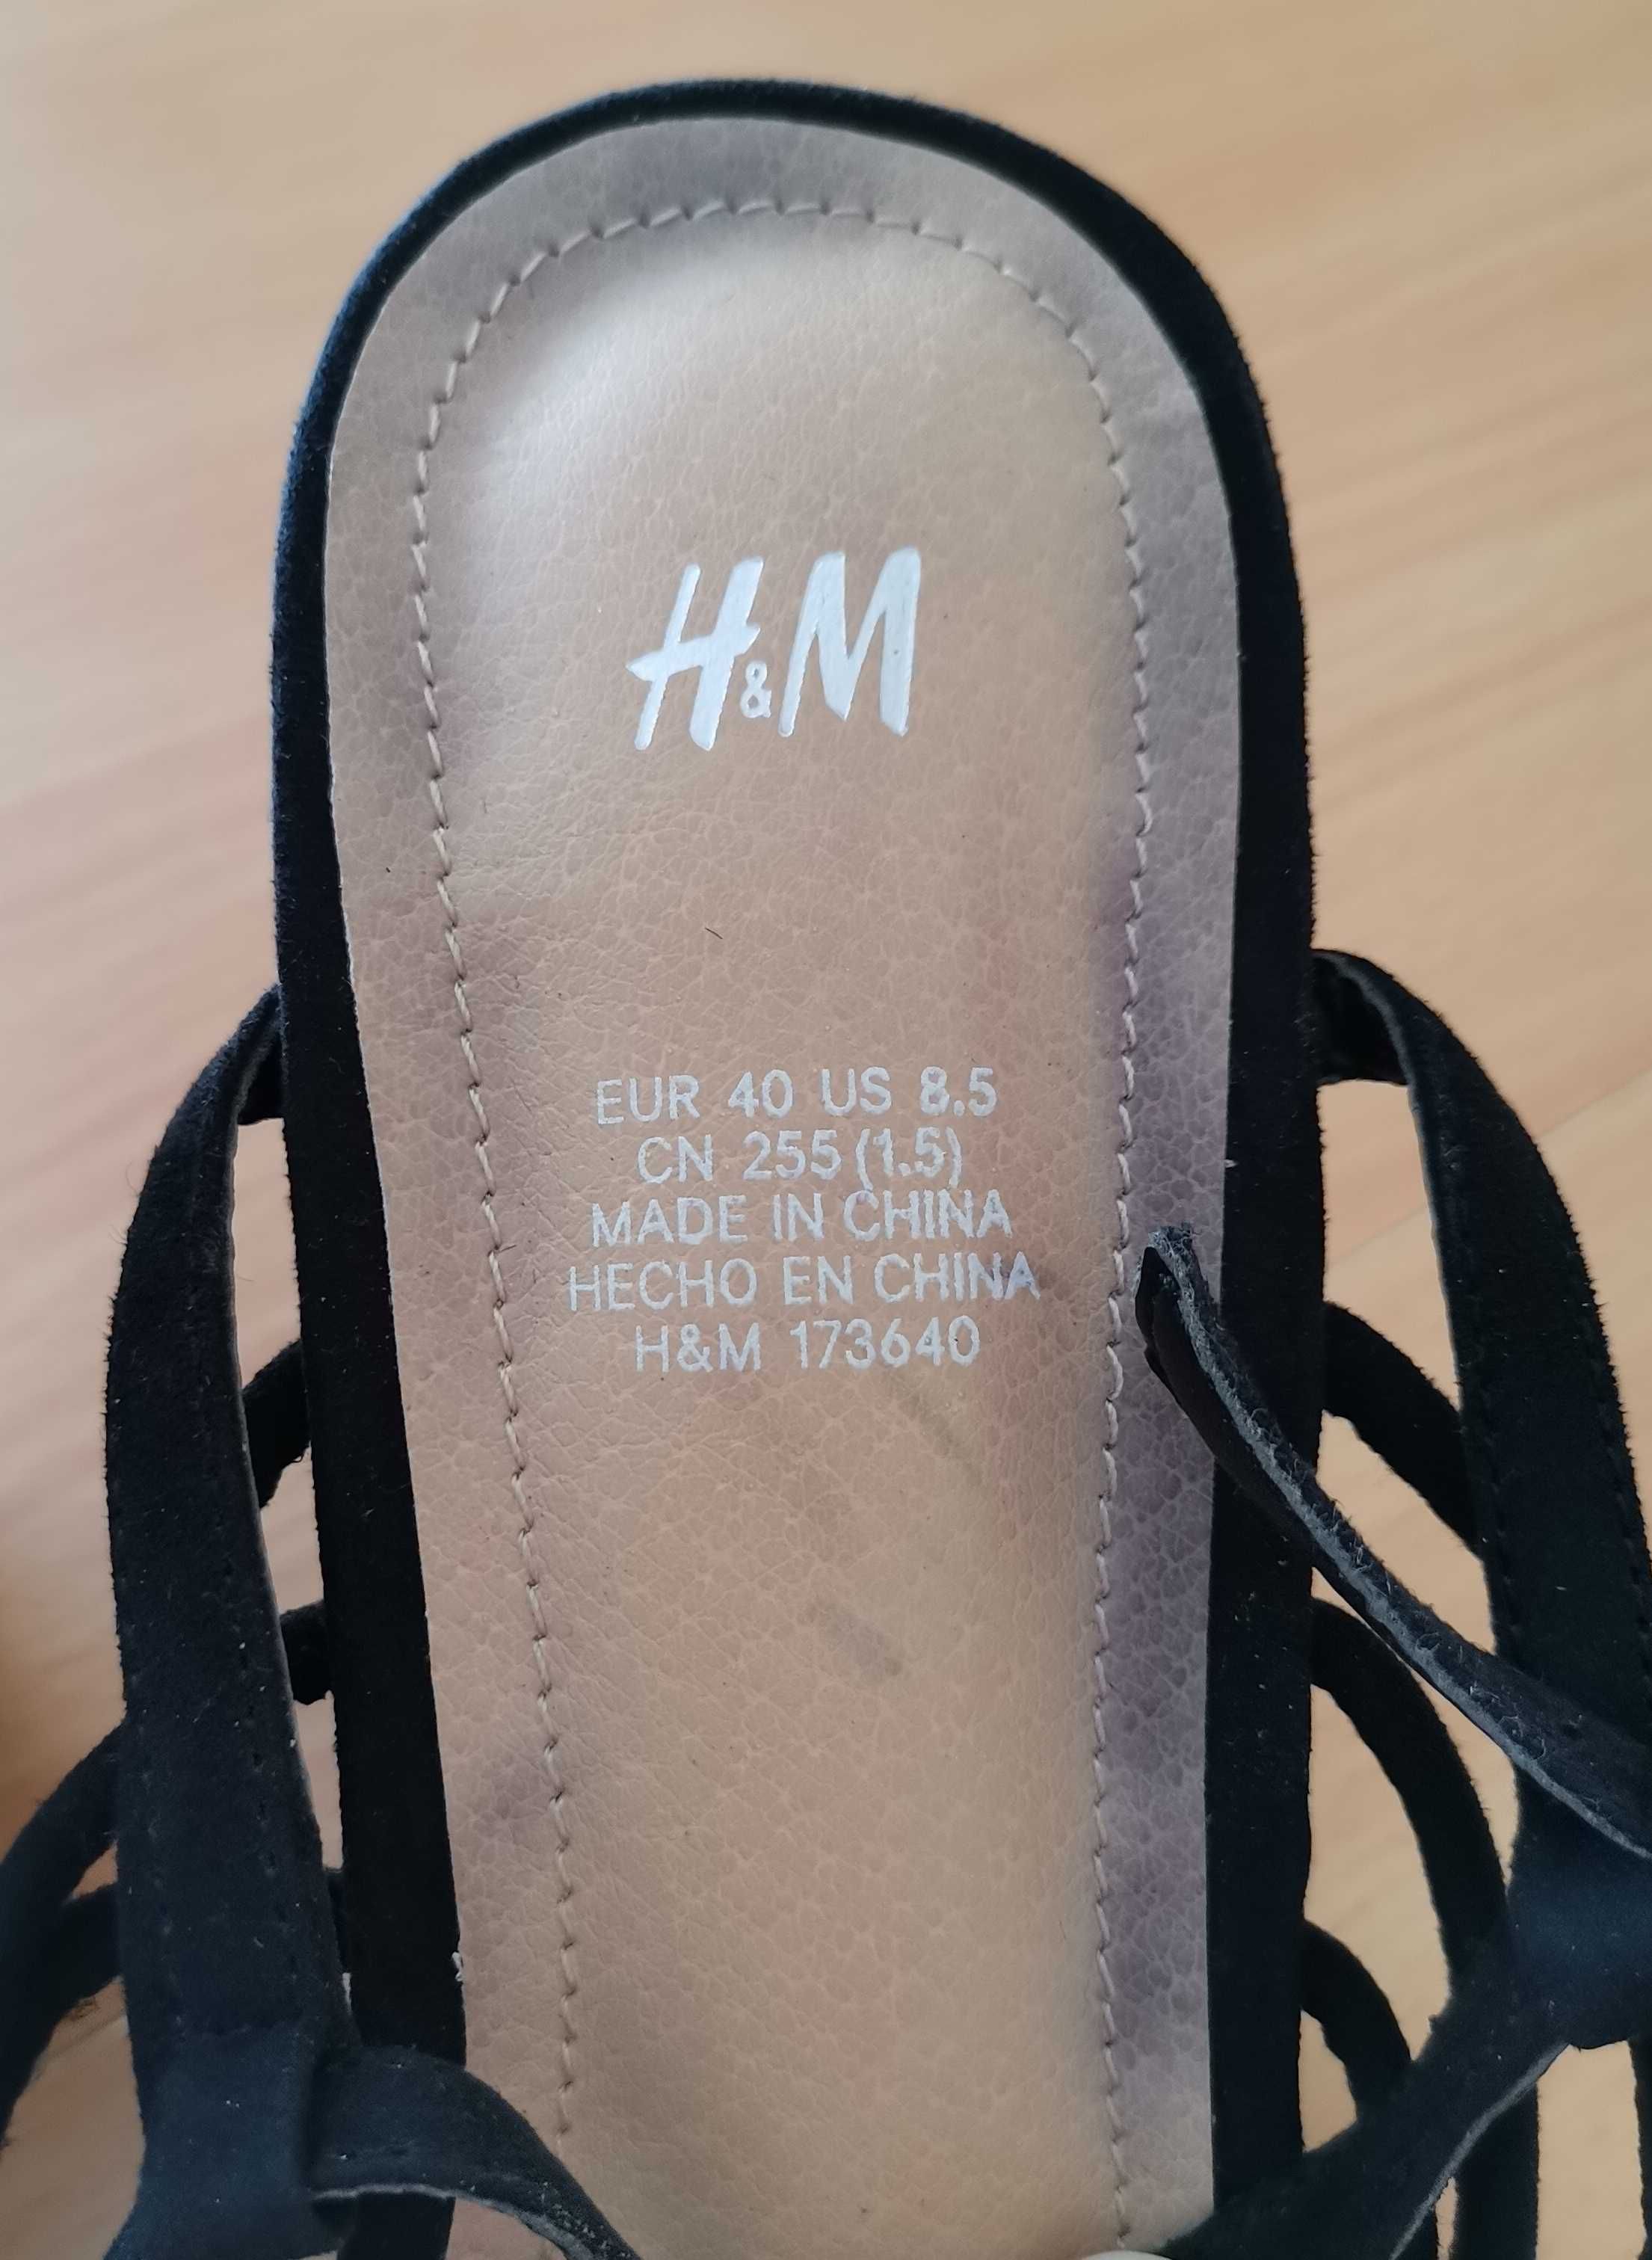 H&M
EUR 40 US 8.5
CN 255 (1.5)
MADE IN CHINA
HECHO EN CHINA
H&M 173640